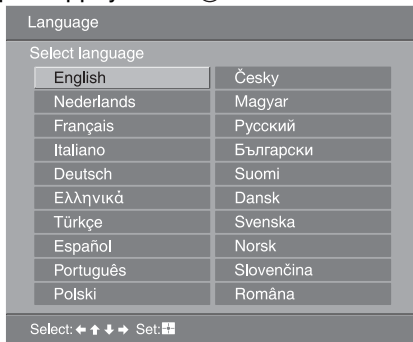 Language
Select language
English Česky
Nederlands Magyar
Français Русский
Italiano Български
Deutsch Suomi
Ελληνικά Dansk
Türkçe Svenska
Español Norsk
Português Slovenčina
Polski Româna
Select: ←↑↓→ Set: